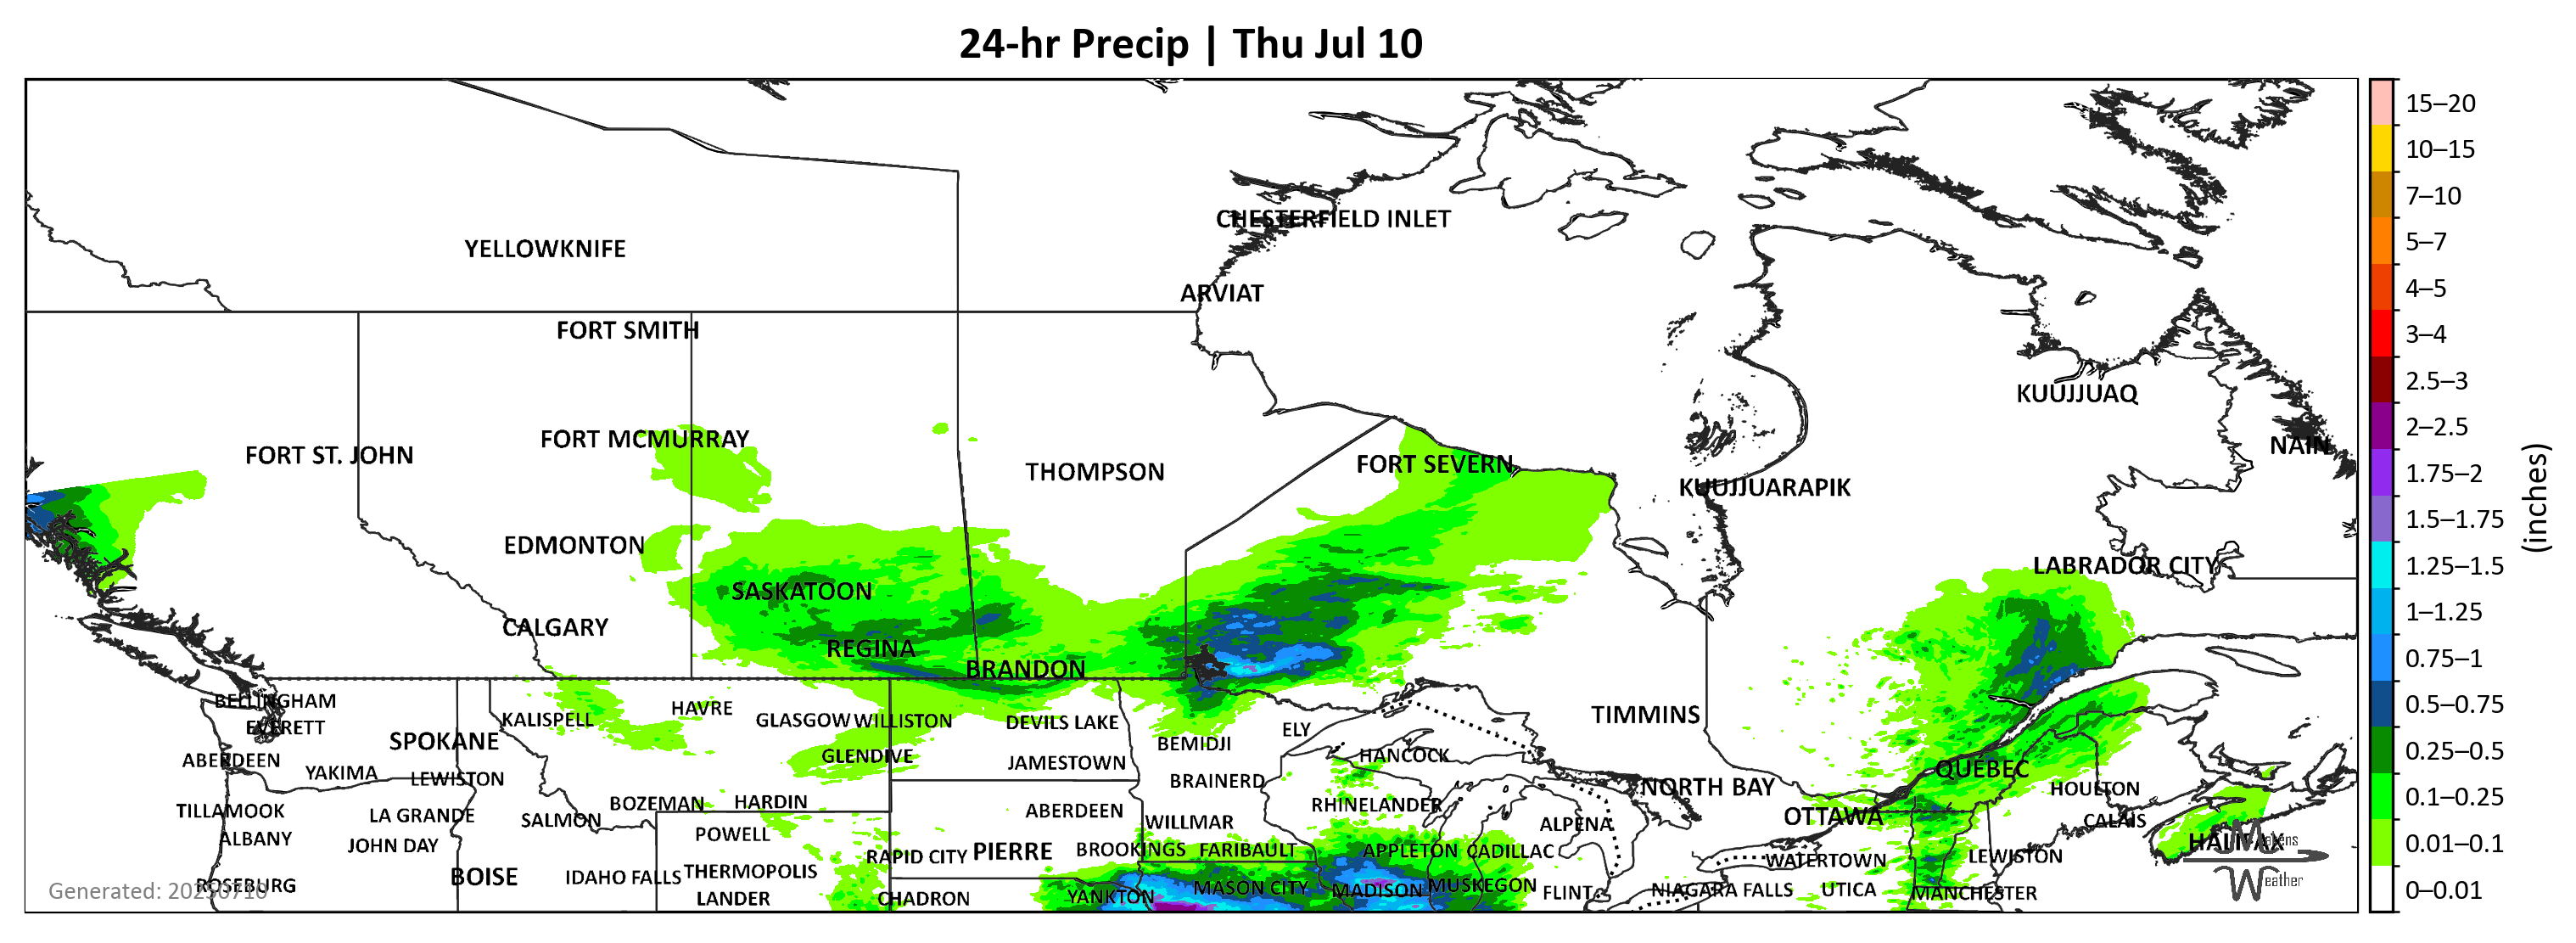 24-hr Precip | Thu Jul 10
CHESTERFIELD INLET
YELLOWKNIFE
ARVIAT
FORT SMITH
KUUJJUAQ
FORT MCMURRAY
NAIN
FORT ST. JOHN
FORT SEVERN
THOMPSON
KUUJJUARAPIK
EDMONTON
LABRADOR CITY
SASKATOON
CALGARY
REGINA
BRANDON
BELLINGHAM
HAVRE
TIMMINS
KALISPELL
GLASGOW WILLISTON
DEVILS LAKE
EVERETT
ELY
SPOKANE
BEMIDJI
ABERDEEN
GLENDIVE
JAMESTOWN
HANCOCK
QUÉBEC
YAKIMA
LEWISTON
BRAINERD
NORTH BAY
HOULTON
TILLAMOOK
LA GRANDE
SALMON
BOZEMAN
HARDIN
ABERDEEN
RHINELANDER
OTTAWA
CALAIS
ALBANY
JOHN DAY
POWELL
WILLMAR
ALPENA
HALIFAX
RAPID CITY
PIERRE
BROOKINGS
FARIBAULT
APPLETON
CADILLAC
WATERTOWN
LEWISTON
BOISE
IDAHO FALLS
THERMOPOLIS
ROSEBURG
Generated: 20250710
LANDER
CHADRON
YANKTON
MASON CITY
MADISON
MUSKEGON
FLINT
NIAGARA FALLS
UTICA
MANCHESTER
Matens
Weather
15–20
10–15
7–10
5–7
4–5
3–4
2.5–3
2–2.5
1.75–2
1.5–1.75
1.25–1.5
1–1.25
0.75–1
0.5–0.75
0.25–0.5
0.1–0.25
0.01–0.1
0–0.01
(inches)